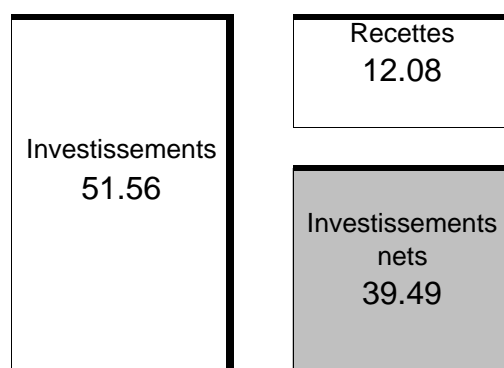 Investissements
51.56
Recettes
12.08
Investissements
nets
39.49